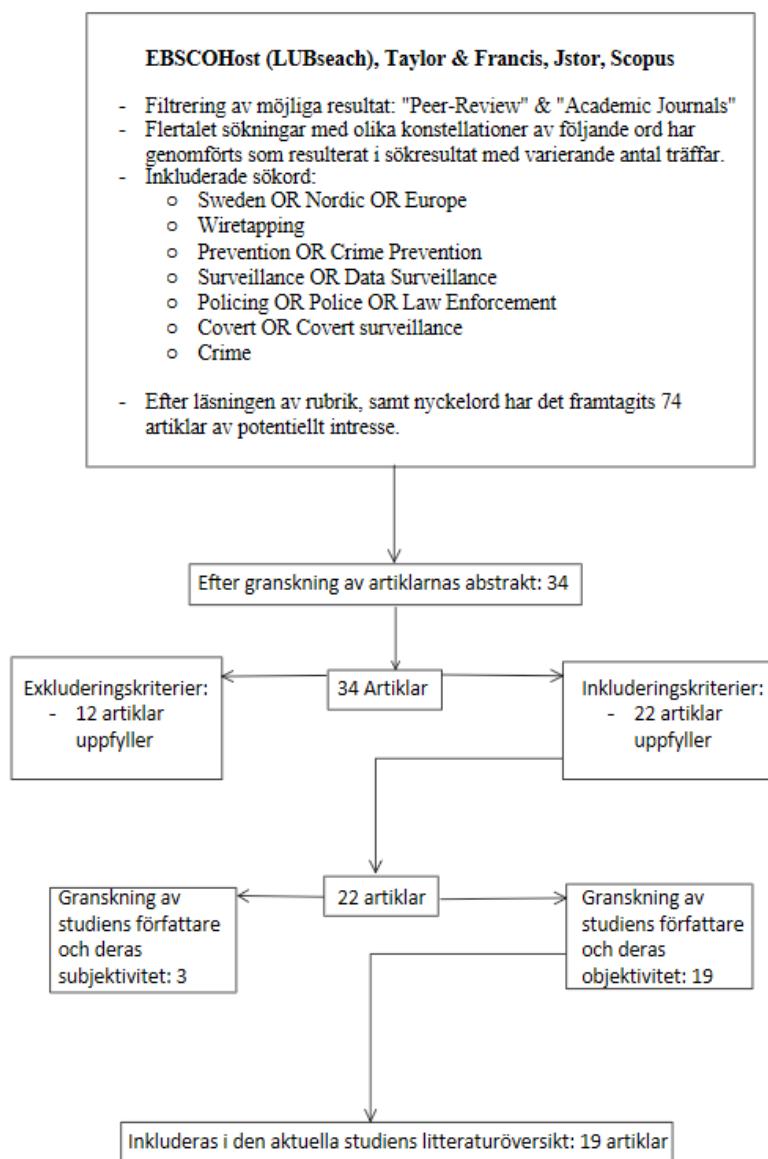 EBSCOHost (LUBseach), Taylor & Francis, Jstor, Scopus
- Filtrering av möjliga resultat: "Peer-Review" & "Academic Journals"
- Flertalet sökningar med olika konstellationer av följande ord har
genomförts som resulterat i sökresultat med varierande antal träffar.
- Inkluderade sökord:
o Sweden OR Nordic OR Europe
o Wiretapping
o Prevention OR Crime Prevention
o Surveillance OR Data Surveillance
o Policing OR Police OR Law Enforcement
o Covert OR Covert surveillance
o Crime
- Efter läsningen av rubrik, samt nyckelord har det framtagits 74
artiklar av potentiellt intresse.
Efter granskning av artiklarnas abstrakt: 34
34 Artiklar
Exkluderingskriterier:
- 12 artiklar
uppfyller
Inkluderingskriterier:
- 22 artiklar
uppfyller
22 artiklar
Granskning av
studiens författare
och deras
subjektivitet: 3
Granskning av
studiens författare
och deras
objektivitet: 19
Inkluderas i den aktuella studiens litteraturöversikt: 19 artiklar